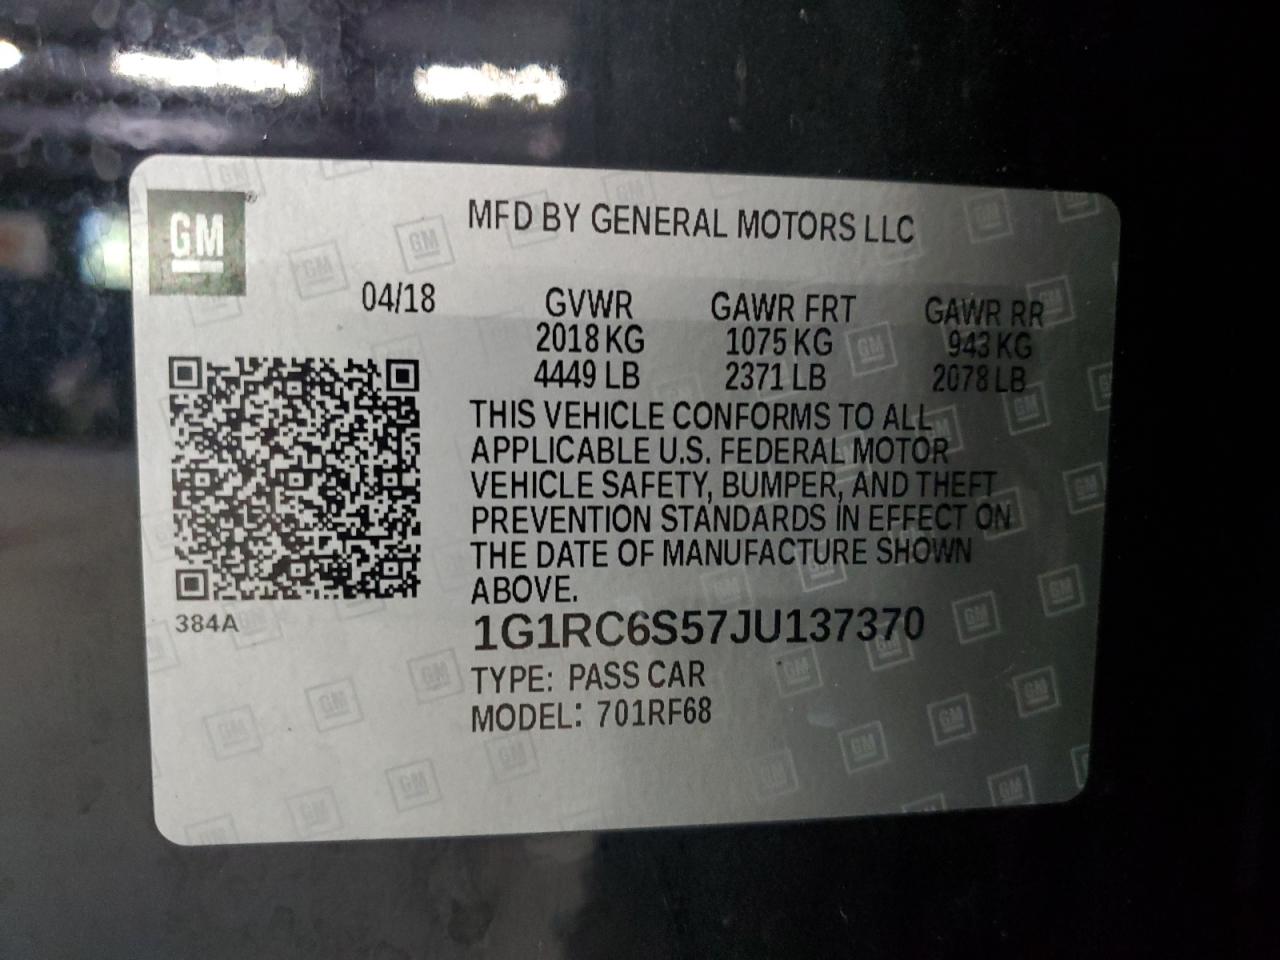 GM
MFD BY GENERAL MOTORS LLC
04/18 GVWR GAWR FRT GAWR RR
2018 KG 1075 KG 943 KG
4449 LB 2371 LB 2078 LB
THIS VEHICLE CONFORMS TO ALL
APPLICABLE U.S. FEDERAL MOTOR
VEHICLE SAFETY, BUMPER, AND THEFT
PREVENTION STANDARDS IN EFFECT ON
THE DATE OF MANUFACTURE SHOWN
ABOVE.
384A
1G1RC6S57JU137370
TYPE: PASS CAR
MODEL: 701RF68